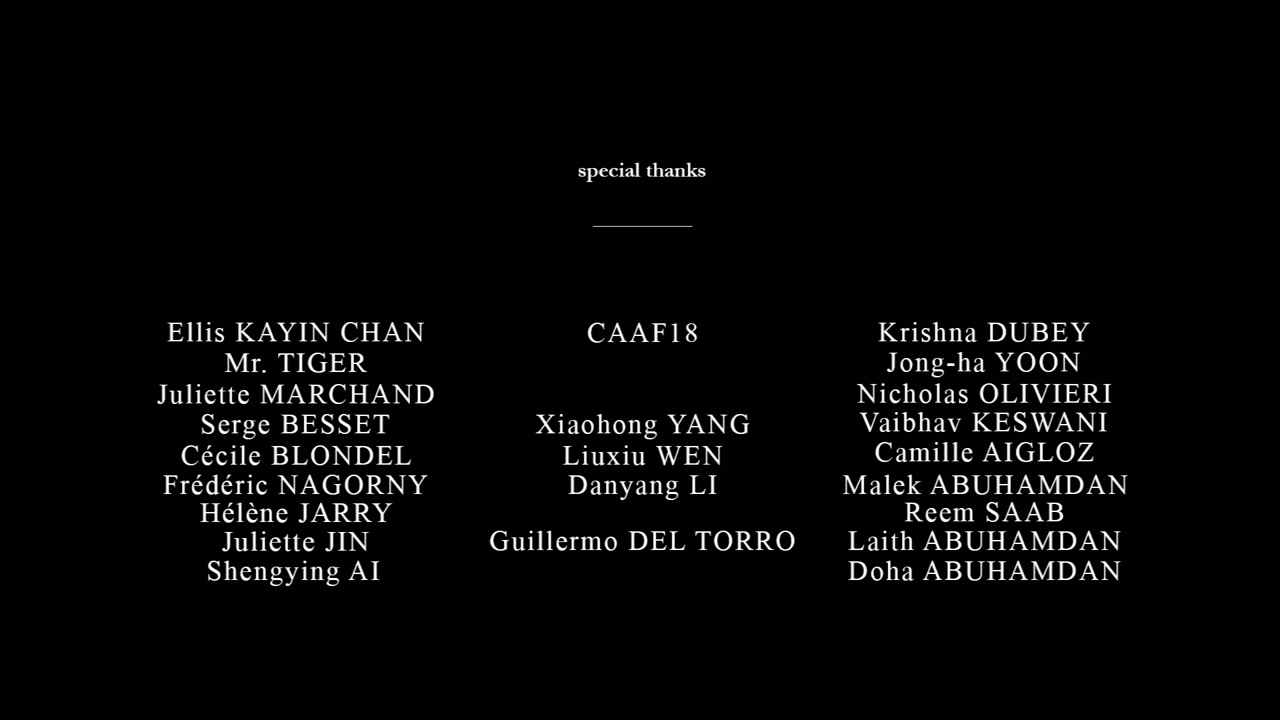 special thanks
Ellis KAYIN CHAN
Mr. TIGER
Juliette MARCHAND
Serge BESSET
Cécile BLONDEL
Frédéric NAGORNY
Hélène JARRY
Juliette JIN
Shengying AI
CAAF18
Xiaohong YANG
Liuxiu WEN
Danyang LI
Guillermo DEL TORRO
Krishna DUBEY
Jong-ha YOON
Nicholas OLIVIERI
Vaibhav KESWANI
Camille AIGLOZ
Malek ABUHAMDAN
Reem SAAB
Laith ABUHAMDAN
Doha ABUHAMDAN